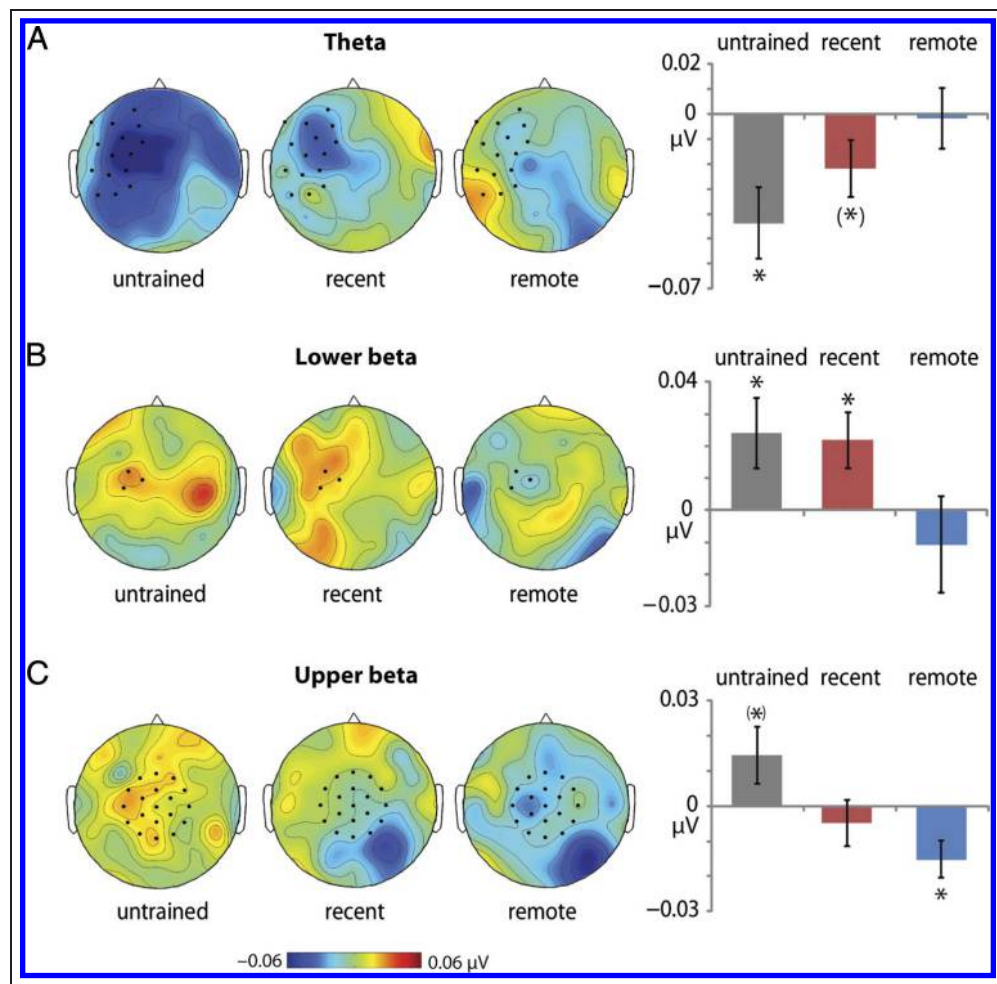 A
Theta
untrained recent remote
0.02
0
µV
(*)
*
−0.07
untrained recent remote
B
Lower beta
untrained recent remote
0.04
* *
0
µV
−0.03
untrained recent remote
C
Upper beta
untrained recent remote
0.03
(*)
0
µV
*
−0.03
untrained recent remote
−0.06 0.06 µV